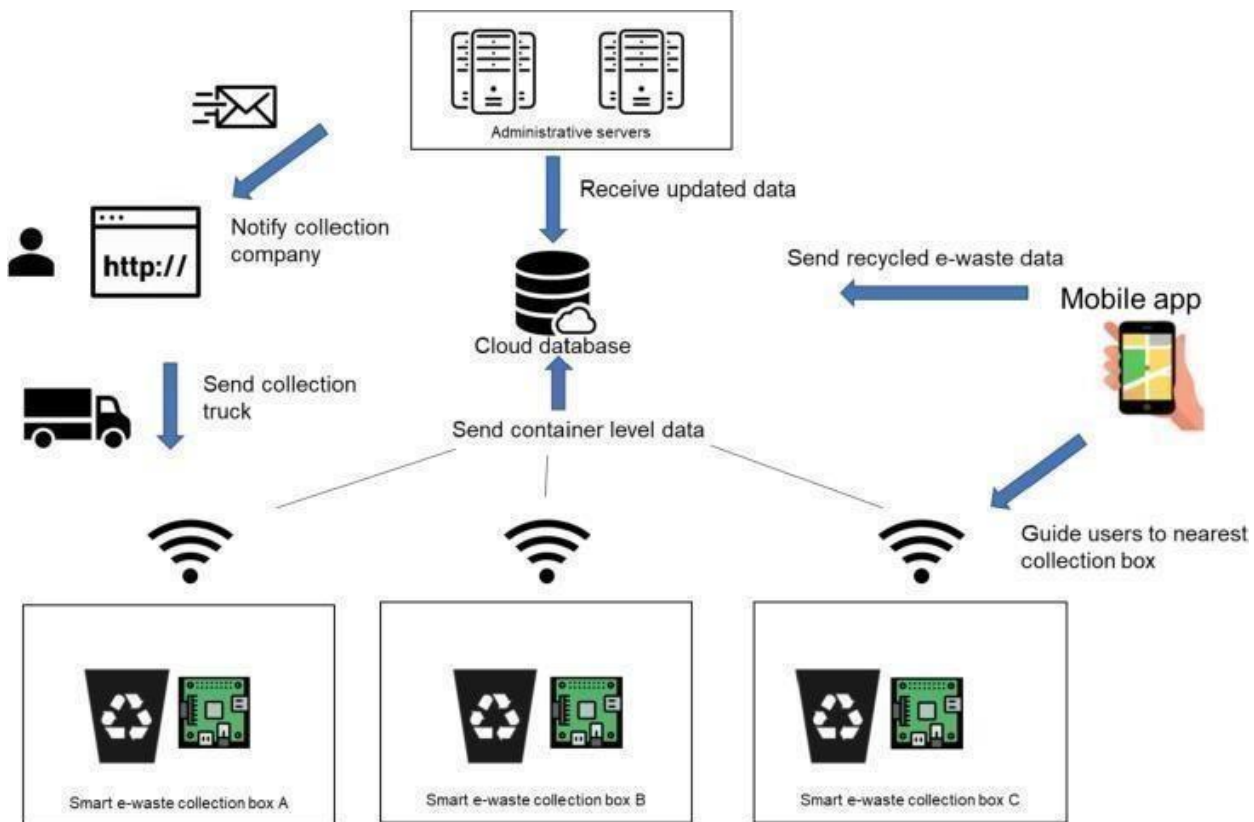 Administrative servers
Receive updated data
Notify collection
company
http://
Send recycled e-waste data
Mobile app
Cloud database
Send collection
truck
Send container level data
Guide users to nearest
collection box
Smart e-waste collection box A
Smart e-waste collection box B
Smart e-waste collection box C